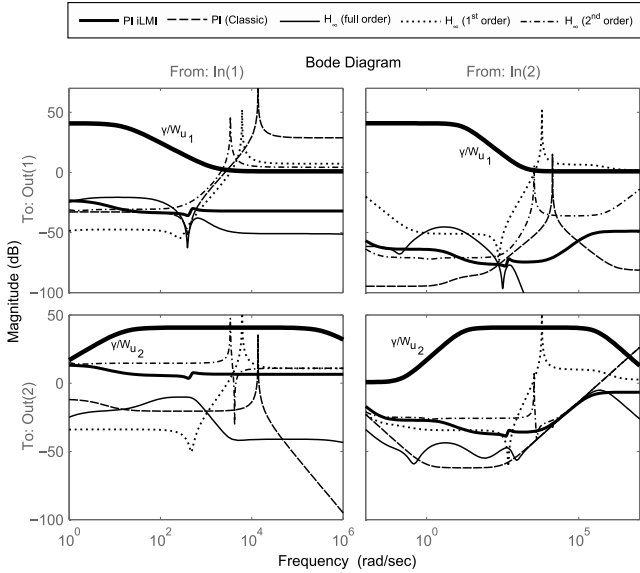 PI iLMI PI (Classic) H∞ (full order) H∞ (1st order) H∞ (2nd order)
Bode Diagram
From: In(1) From: In(2)
To: Out(1)
To: Out(2)
Magnitude (dB)
50
0
−50
−100
50
0
−50
−100
γ/Wu1
γ/Wu1
γ/Wu2
γ/Wu2
10^0 10^2 10^4 10^6 10^0 10^5
Frequency (rad/sec)